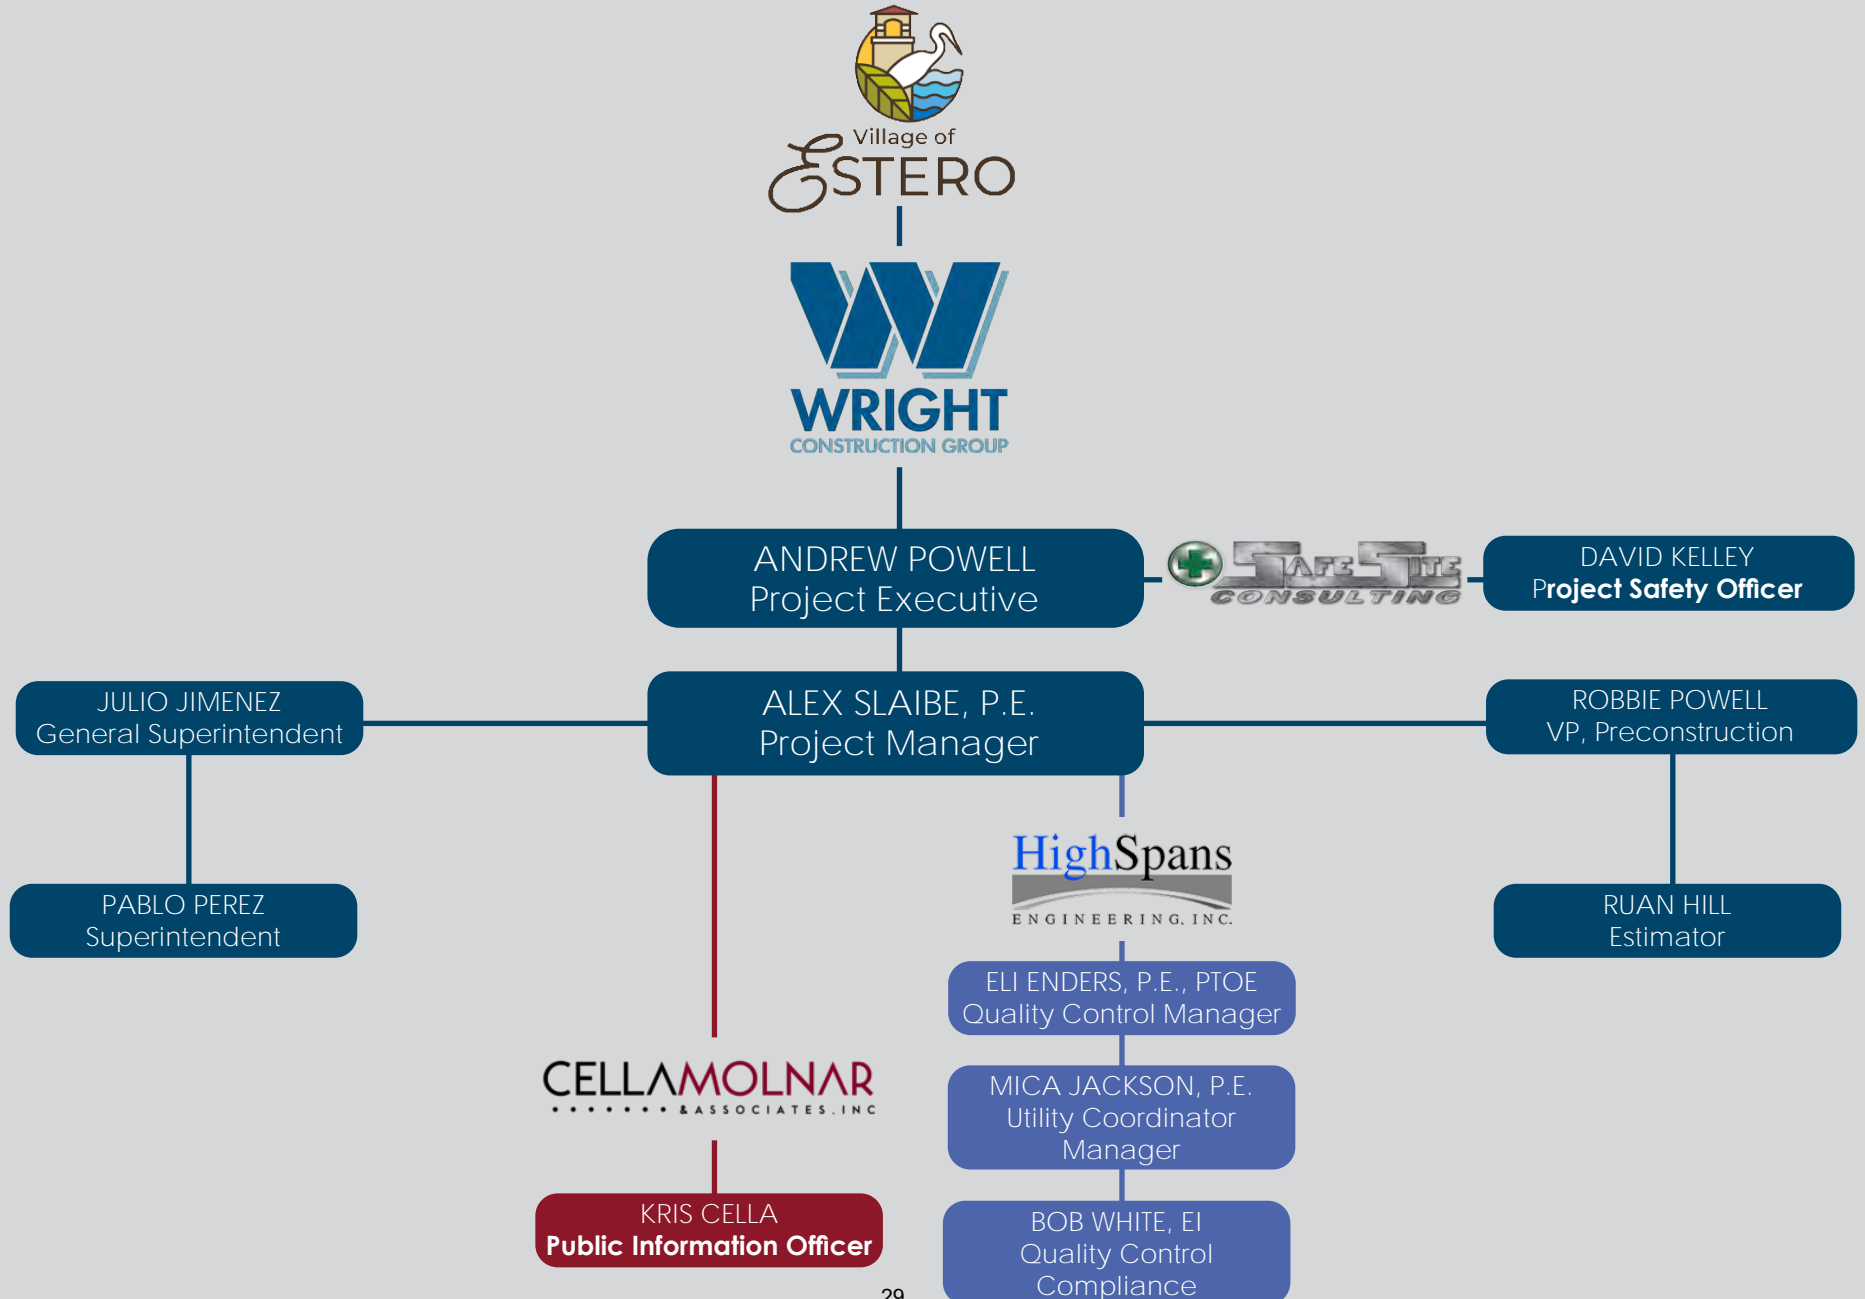 Village of
ESTERO
W
WRIGHT
CONSTRUCTION GROUP
ANDREW POWELL
Project Executive
SAFE SITE
CONSULTING
DAVID KELLEY
Project Safety Officer
ALEX SLAIBE, P.E.
Project Manager
JULIO JIMENEZ
General Superintendent
ROBBIE POWELL
VP, Preconstruction
PABLO PEREZ
Superintendent
HighSpans
ENGINEERING, INC.
RUAN HILL
Estimator
ELI ENDERS, P.E., PTOE
Quality Control Manager
CELLAMOLNAR
& ASSOCIATES, INC
MICA JACKSON, P.E.
Utility Coordinator
Manager
KRIS CELLA
Public Information Officer
BOB WHITE, EI
Quality Control
Compliance
29